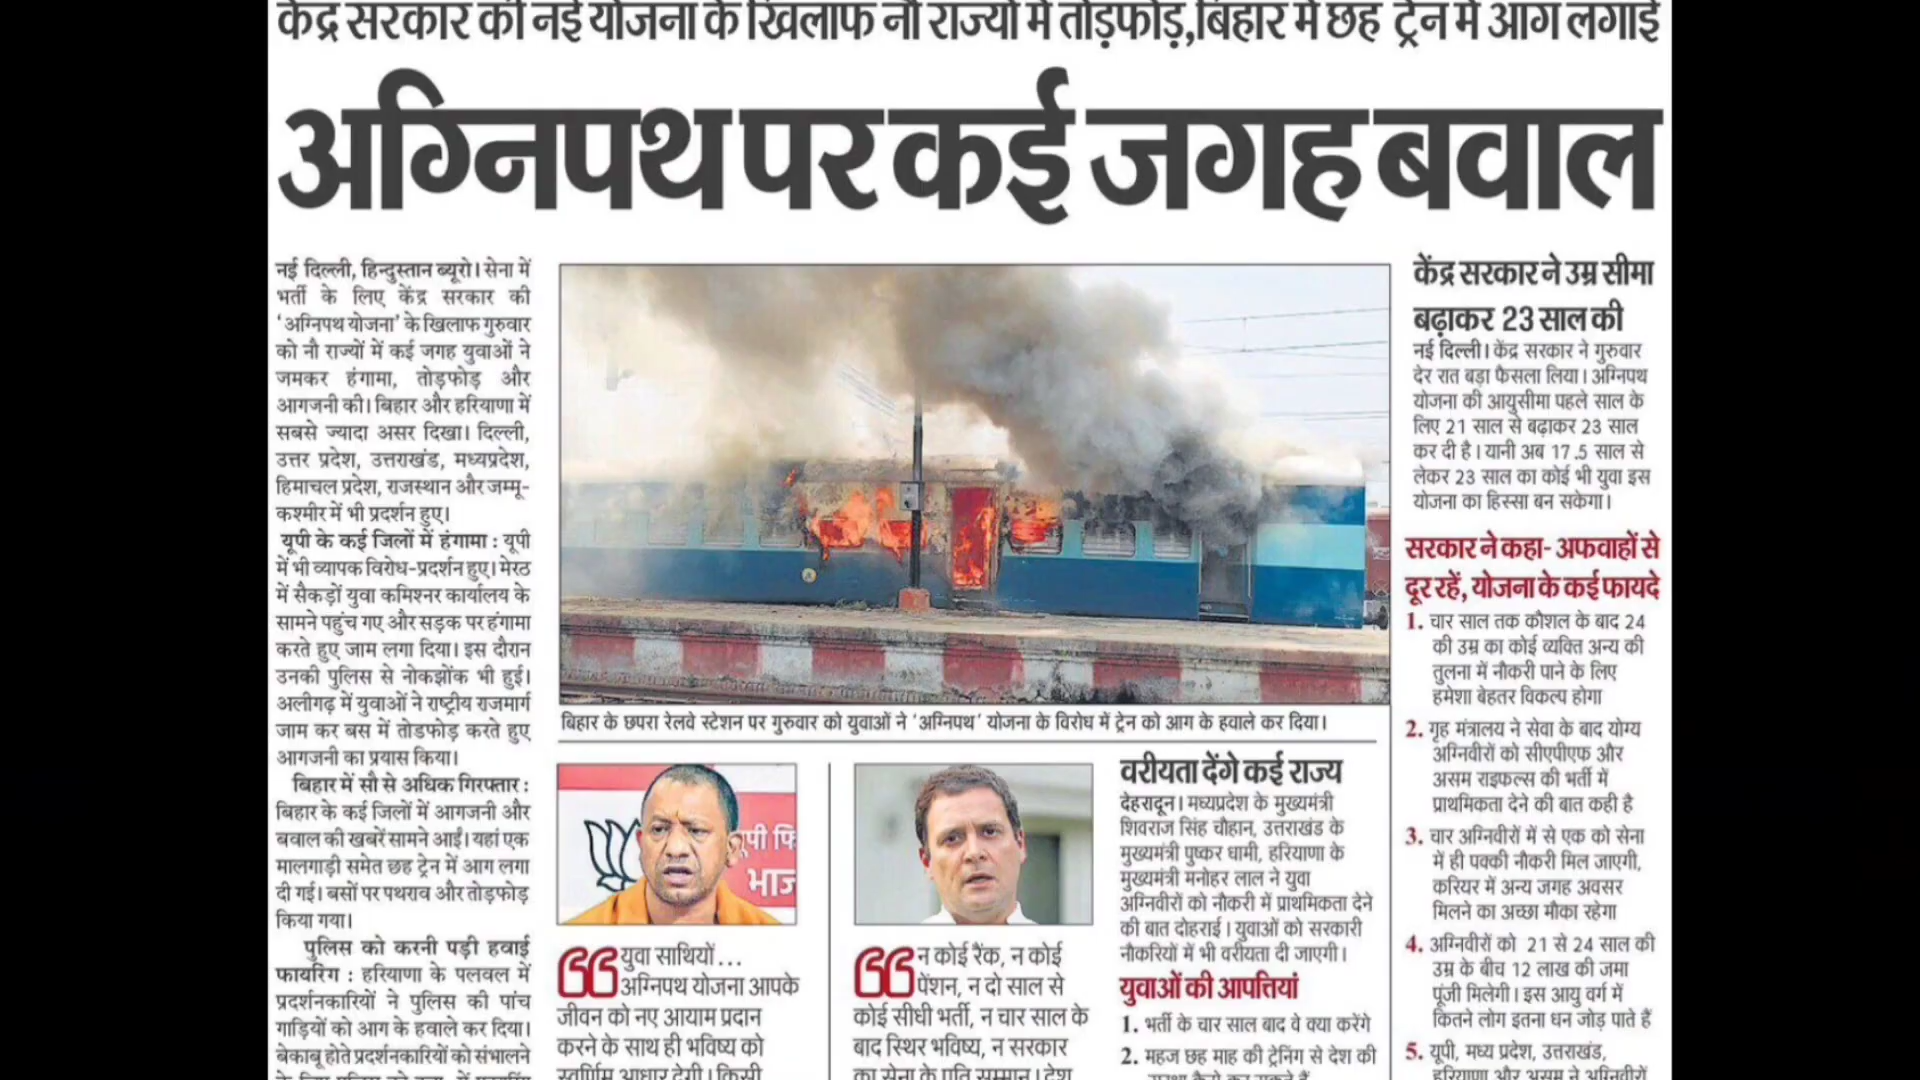 केंद्र सरकार की नई योजना के खिलाफ नौ राज्यों में तोड़फोड़,बिहार में छह ट्रेन में आग लगाई
अग्निपथ पर कई जगह बवाल
नई दिल्ली, हिन्दुस्तान ब्यूरो। सेना में
भर्ती के लिए केंद्र सरकार की
'अग्निपथ योजना' के खिलाफ गुरुवार
को नौ राज्यों में कई जगह युवाओं ने
जमकर हंगामा, तोड़फोड़ और
आगजनी की। बिहार और हरियाणा में
सबसे ज्यादा असर दिखा। दिल्ली,
उत्तर प्रदेश, उत्तराखंड, मध्यप्रदेश,
हिमाचल प्रदेश, राजस्थान और जम्मू-
कश्मीर में भी प्रदर्शन हुए।
यूपी के कई जिलों में हंगामा : यूपी
में भी व्यापक विरोध-प्रदर्शन हुए। मेरठ
में सैकड़ों युवा कमिश्नर कार्यालय के
सामने पहुंच गए और सड़क पर हंगामा
करते हुए जाम लगा दिया। इस दौरान
उनकी पुलिस से नोकझोंक भी हुई।
अलीगढ़ में युवाओं ने राष्ट्रीय राजमार्ग
जाम कर बस में तोडफोड़ करते हुए
आगजनी का प्रयास किया।
बिहार में सौ से अधिक गिरफ्तार :
बिहार के कई जिलों में आगजनी और
बवाल की खबरें सामने आईं। यहां एक
मालगाड़ी समेत छह ट्रेन में आग लगा
दी गई। बसों पर पथराव और तोड़फोड़
किया गया।
पुलिस को करनी पड़ी हवाई
फायरिंग : हरियाणा के पलवल में
प्रदर्शनकारियों ने पुलिस की पांच
गाड़ियों को आग के हवाले कर दिया।
बेकाबू होते प्रदर्शनकारियों को संभालने
बिहार के छपरा रेलवे स्टेशन पर गुरुवार को युवाओं ने 'अग्निपथ' योजना के विरोध में ट्रेन को आग के हवाले कर दिया।
यूपी फि
भाज
युवा साथियों...
अग्निपथ योजना आपके
जीवन को नए आयाम प्रदान
करने के साथ ही भविष्य को
स्वर्णिम आधार देगी। किसी
न कोई रैंक, न कोई
पेंशन, न दो साल से
कोई सीधी भर्ती, न चार साल के
बाद स्थिर भविष्य, न सरकार
का सेना के प्रति सम्मान। देश
वरीयता देंगे कई राज्य
देहरादून। मध्यप्रदेश के मुख्यमंत्री
शिवराज सिंह चौहान, उत्तराखंड के
मुख्यमंत्री पुष्कर धामी, हरियाणा के
मुख्यमंत्री मनोहर लाल ने युवा
अग्निवीरों को नौकरी में प्राथमिकता देने
की बात दोहराई। युवाओं को सरकारी
नौकरियों में भी वरीयता दी जाएगी।
युवाओं की आपत्तियां
1. भर्ती के चार साल बाद वे क्या करेंगे
2. महज छह माह की ट्रेनिंग से देश की
केंद्र सरकार ने उम्र सीमा
बढ़ाकर 23 साल की
नई दिल्ली। केंद्र सरकार ने गुरुवार
देर रात बड़ा फैसला लिया। अग्निपथ
योजना की आयुसीमा पहले साल के
लिए 21 साल से बढ़ाकर 23 साल
कर दी है। यानी अब 17.5 साल से
लेकर 23 साल का कोई भी युवा इस
योजना का हिस्सा बन सकेगा।
सरकार ने कहा- अफवाहों से
दूर रहें, योजना के कई फायदे
1. चार साल तक कौशल के बाद 24
की उम्र का कोई व्यक्ति अन्य की
तुलना में नौकरी पाने के लिए
हमेशा बेहतर विकल्प होगा
2. गृह मंत्रालय ने सेवा के बाद योग्य
अग्निवीरों को सीएपीएफ और
असम राइफल्स की भर्ती में
प्राथमिकता देने की बात कही है
3. चार अग्निवीरों में से एक को सेना
में ही पक्की नौकरी मिल जाएगी,
करियर में अन्य जगह अवसर
मिलने का अच्छा मौका रहेगा
4. अग्निवीरों को 21 से 24 साल की
उम्र के बीच 12 लाख की जमा
पूंजी मिलेगी। इस आयु वर्ग में
कितने लोग इतना धन जोड़ पाते हैं
5. यूपी, मध्य प्रदेश, उत्तराखंड,
हरियाणा और असम ने अग्निवीरों